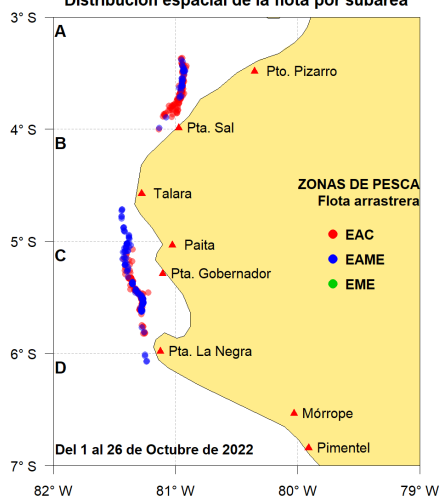 Distribución espacial de la flota por subárea
3° S
A
Pto. Pizarro
4° S
Pta. Sal
B
ZONAS DE PESCA
Talara
Flota arrastrera
EAC
5° S
Paita
C
EAME
Pta. Gobernador
EME
6° S
Pta. La Negra
D
Mórrope
Del 1 al 26 de Octubre de 2022
Pimentel
7° S
82° W
81° W
80° W
79° W